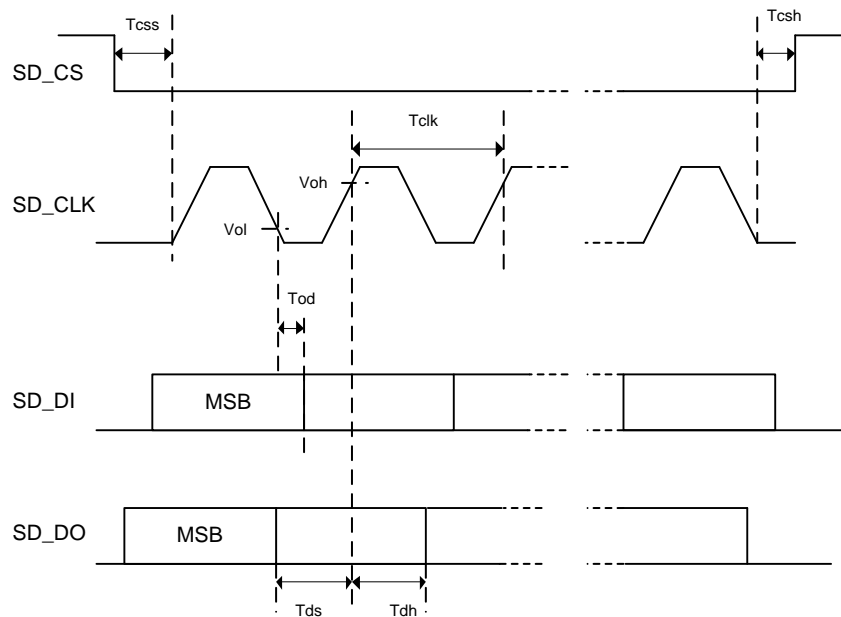 Tcss
Tcsh
SD_CS
Tclk
Voh
SD_CLK
Vol
Tod
SD_DI
MSB
SD_DO
MSB
Tds
Tdh